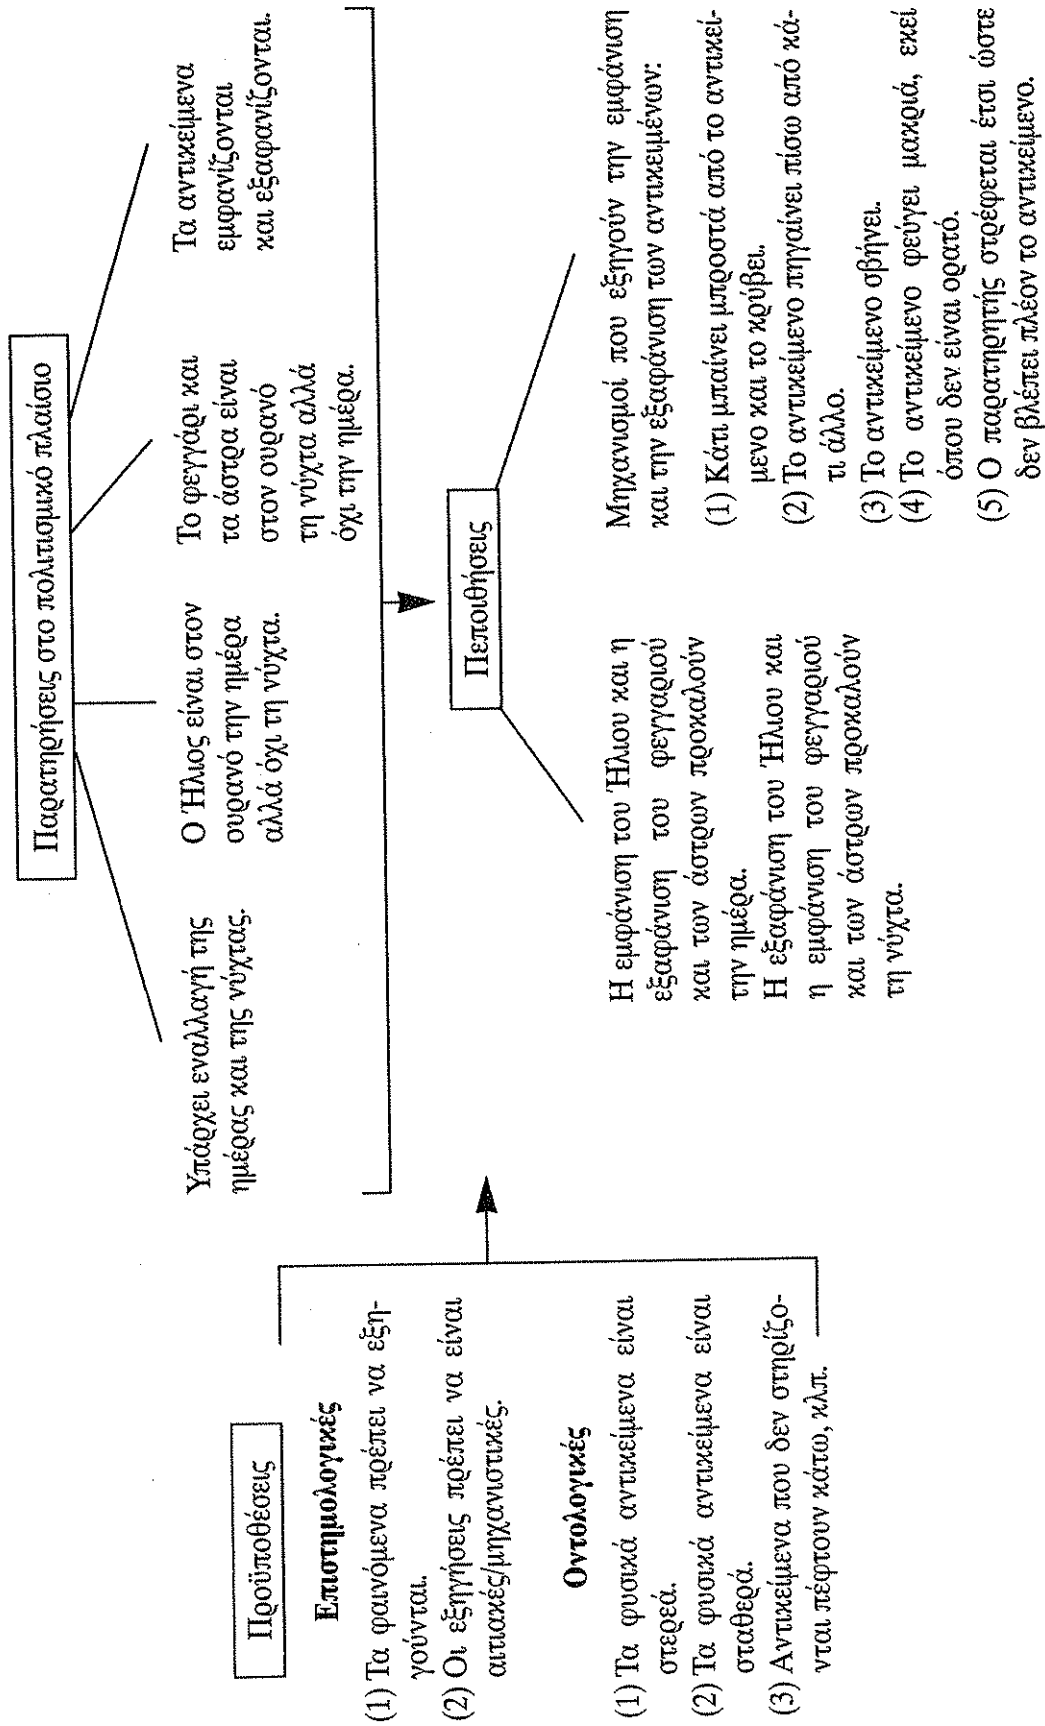 Παρατηρήσεις στο πολιτισμικό πλαίσιο
Υπάρχει εναλλαγή της
ημέρας και της νύχτας.
Ο Ήλιος είναι στον
ουρανό την ημέρα
αλλά όχι τη νύχτα.
Το φεγγάρι και
τα άστρα είναι
στον ουρανό
τη νύχτα αλλά
όχι την ημέρα.
Τα αντικείμενα
εμφανίζονται
και εξαφανίζονται.
Προϋποθέσεις
Επιστημολογικές
(1) Τα φαινόμενα πρέπει να εξη-
γούνται.
(2) Οι εξηγήσεις πρέπει να είναι
αιτιακές/μηχανιστικές.
Οντολογικές
(1) Τα φυσικά αντικείμενα είναι
στερεά.
(2) Τα φυσικά αντικείμενα είναι
σταθερά.
(3) Αντικείμενα που δεν στηρίζο-
νται πέφτουν κάτω, κλπ.
Πεποιθήσεις
Η εμφάνιση του Ήλιου και η
εξαφάνιση του φεγγαριού
και των άστρων προκαλούν
την ημέρα.
Η εξαφάνιση του Ήλιου και
η εμφάνιση του φεγγαριού
και των άστρων προκαλούν
τη νύχτα.
Μηχανισμοί που εξηγούν την εμφάνιση
και την εξαφάνιση των αντικειμένων:
(1) Κάτι μπαίνει μπροστά από το αντικεί-
μενο και το κρύβει.
(2) Το αντικείμενο πηγαίνει πίσω από κά-
τι άλλο.
(3) Το αντικείμενο σβήνει.
(4) Το αντικείμενο φεύγει μακριά, εκεί
όπου δεν είναι ορατό.
(5) Ο παρατηρητής στρέφεται έτσι ώστε
δεν βλέπει πλέον το αντικείμενο.